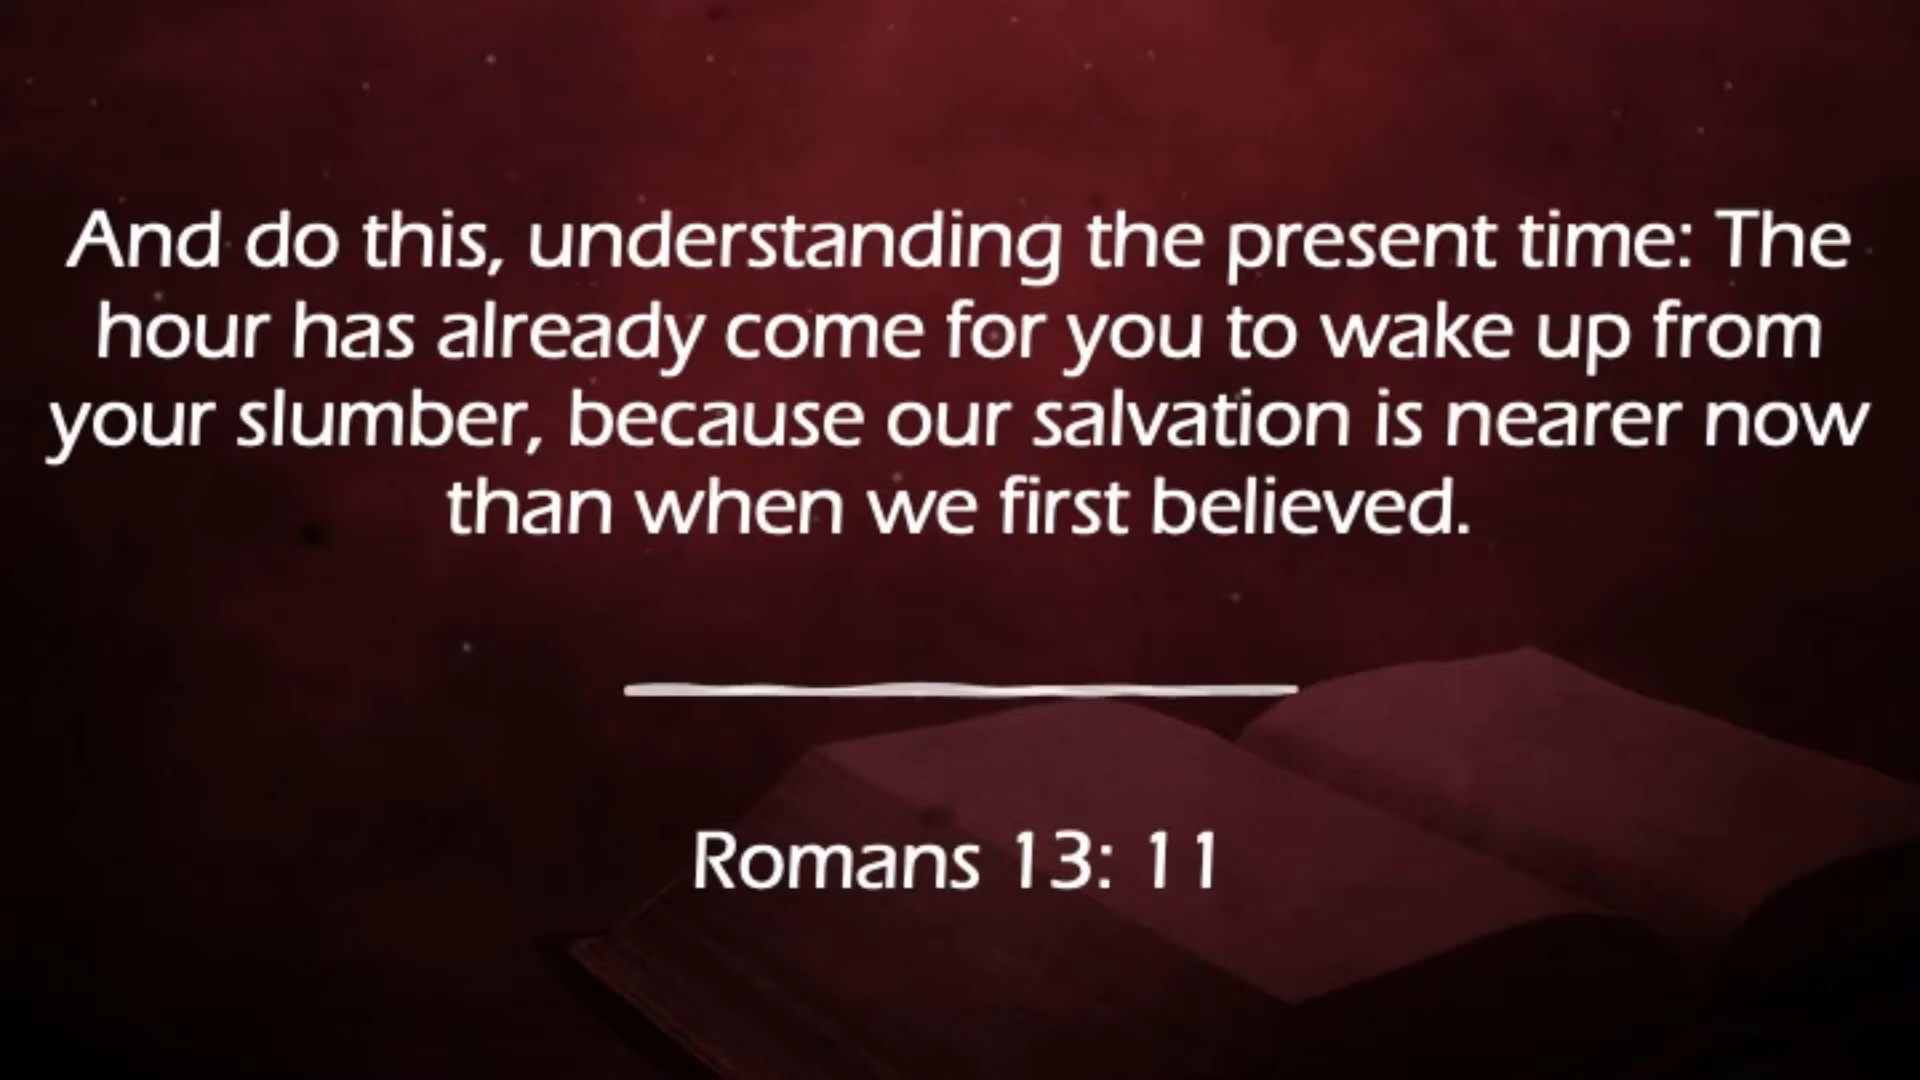 And do this, understanding the present time: The
hour has already come for you to wake up from
your slumber, because our salvation is nearer now
than when we first believed.
Romans 13: 11